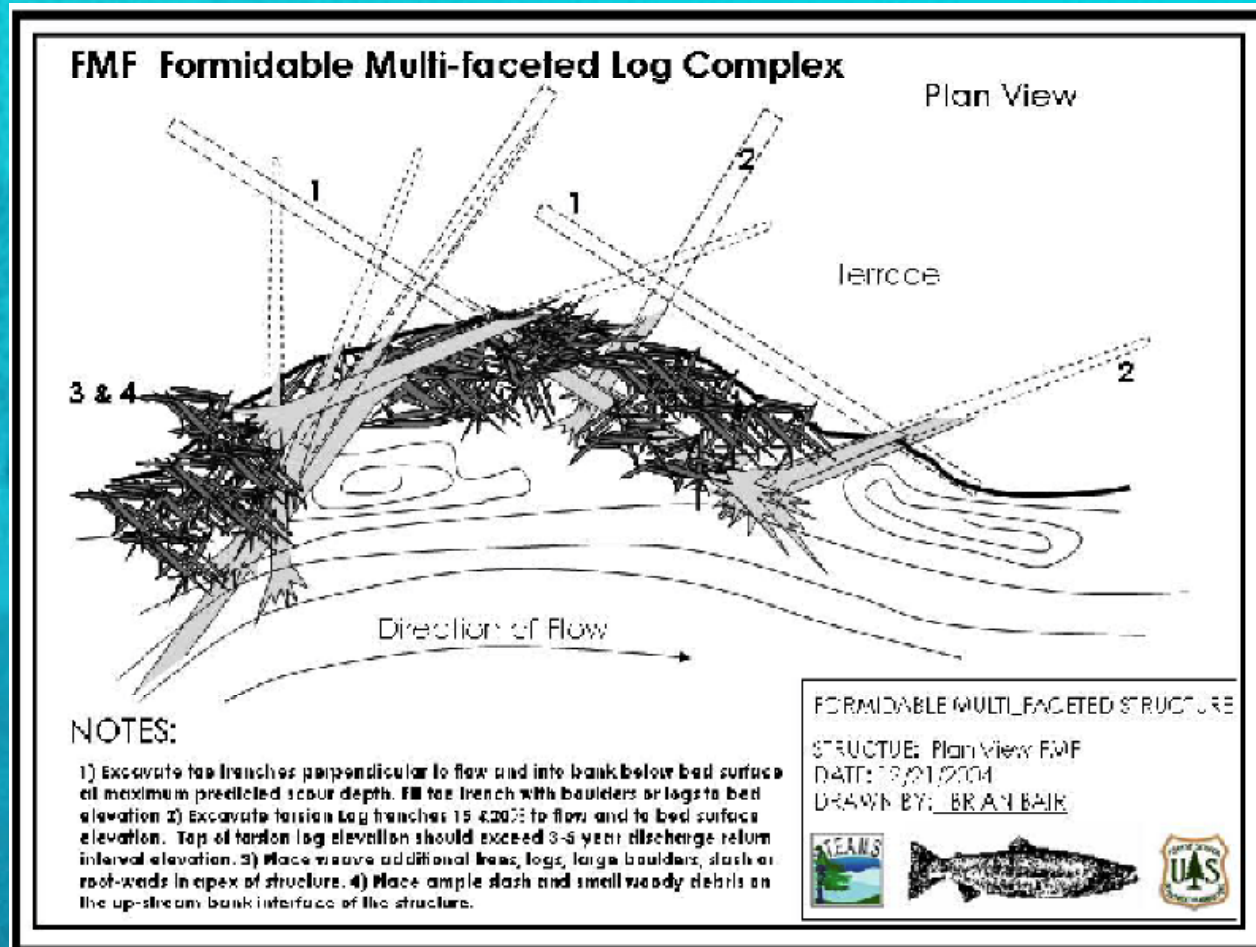 FMF Formidable Multi-faceted Log Complex
Plan View
1
2
1
Terrace
3 & 4
2
Direction of Flow
NOTES:
1) Excavate toe trenches perpendicular to flow and into bank below bed surface
at maximum predicted scour depth. Fill toe trench with boulders or logs to bed
elevation 2) Excavate torsion Log trenches 15 to flow and to bed surface
elevation. Top of torsion log elevation should exceed 3-5 year discharge return
interval elevation. 3) Place weave additional trees, logs, large boulders, slash or
root-wads in apex of structure. 4) Place ample slash and small woody debris on
the up-stream bank interface of the structure.
FORMIDABLE MULTI_FACETED STRUCTURE
STRUCTUE: Plan View FMF
DATE: 12/21/2004
DRAWN BY: BRIAN BAIR
TEAMS
U S